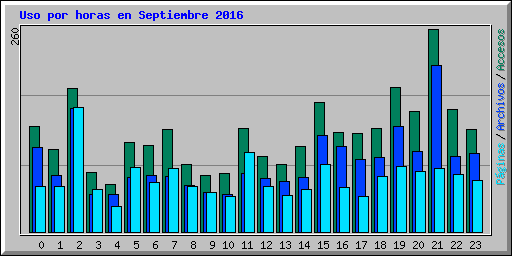 Uso por horas en Septiembre 2016
260
Páginas / Archivos / Accesos
0 1 2 3 4 5 6 7 8 9 10 11 12 13 14 15 16 17 18 19 20 21 22 23